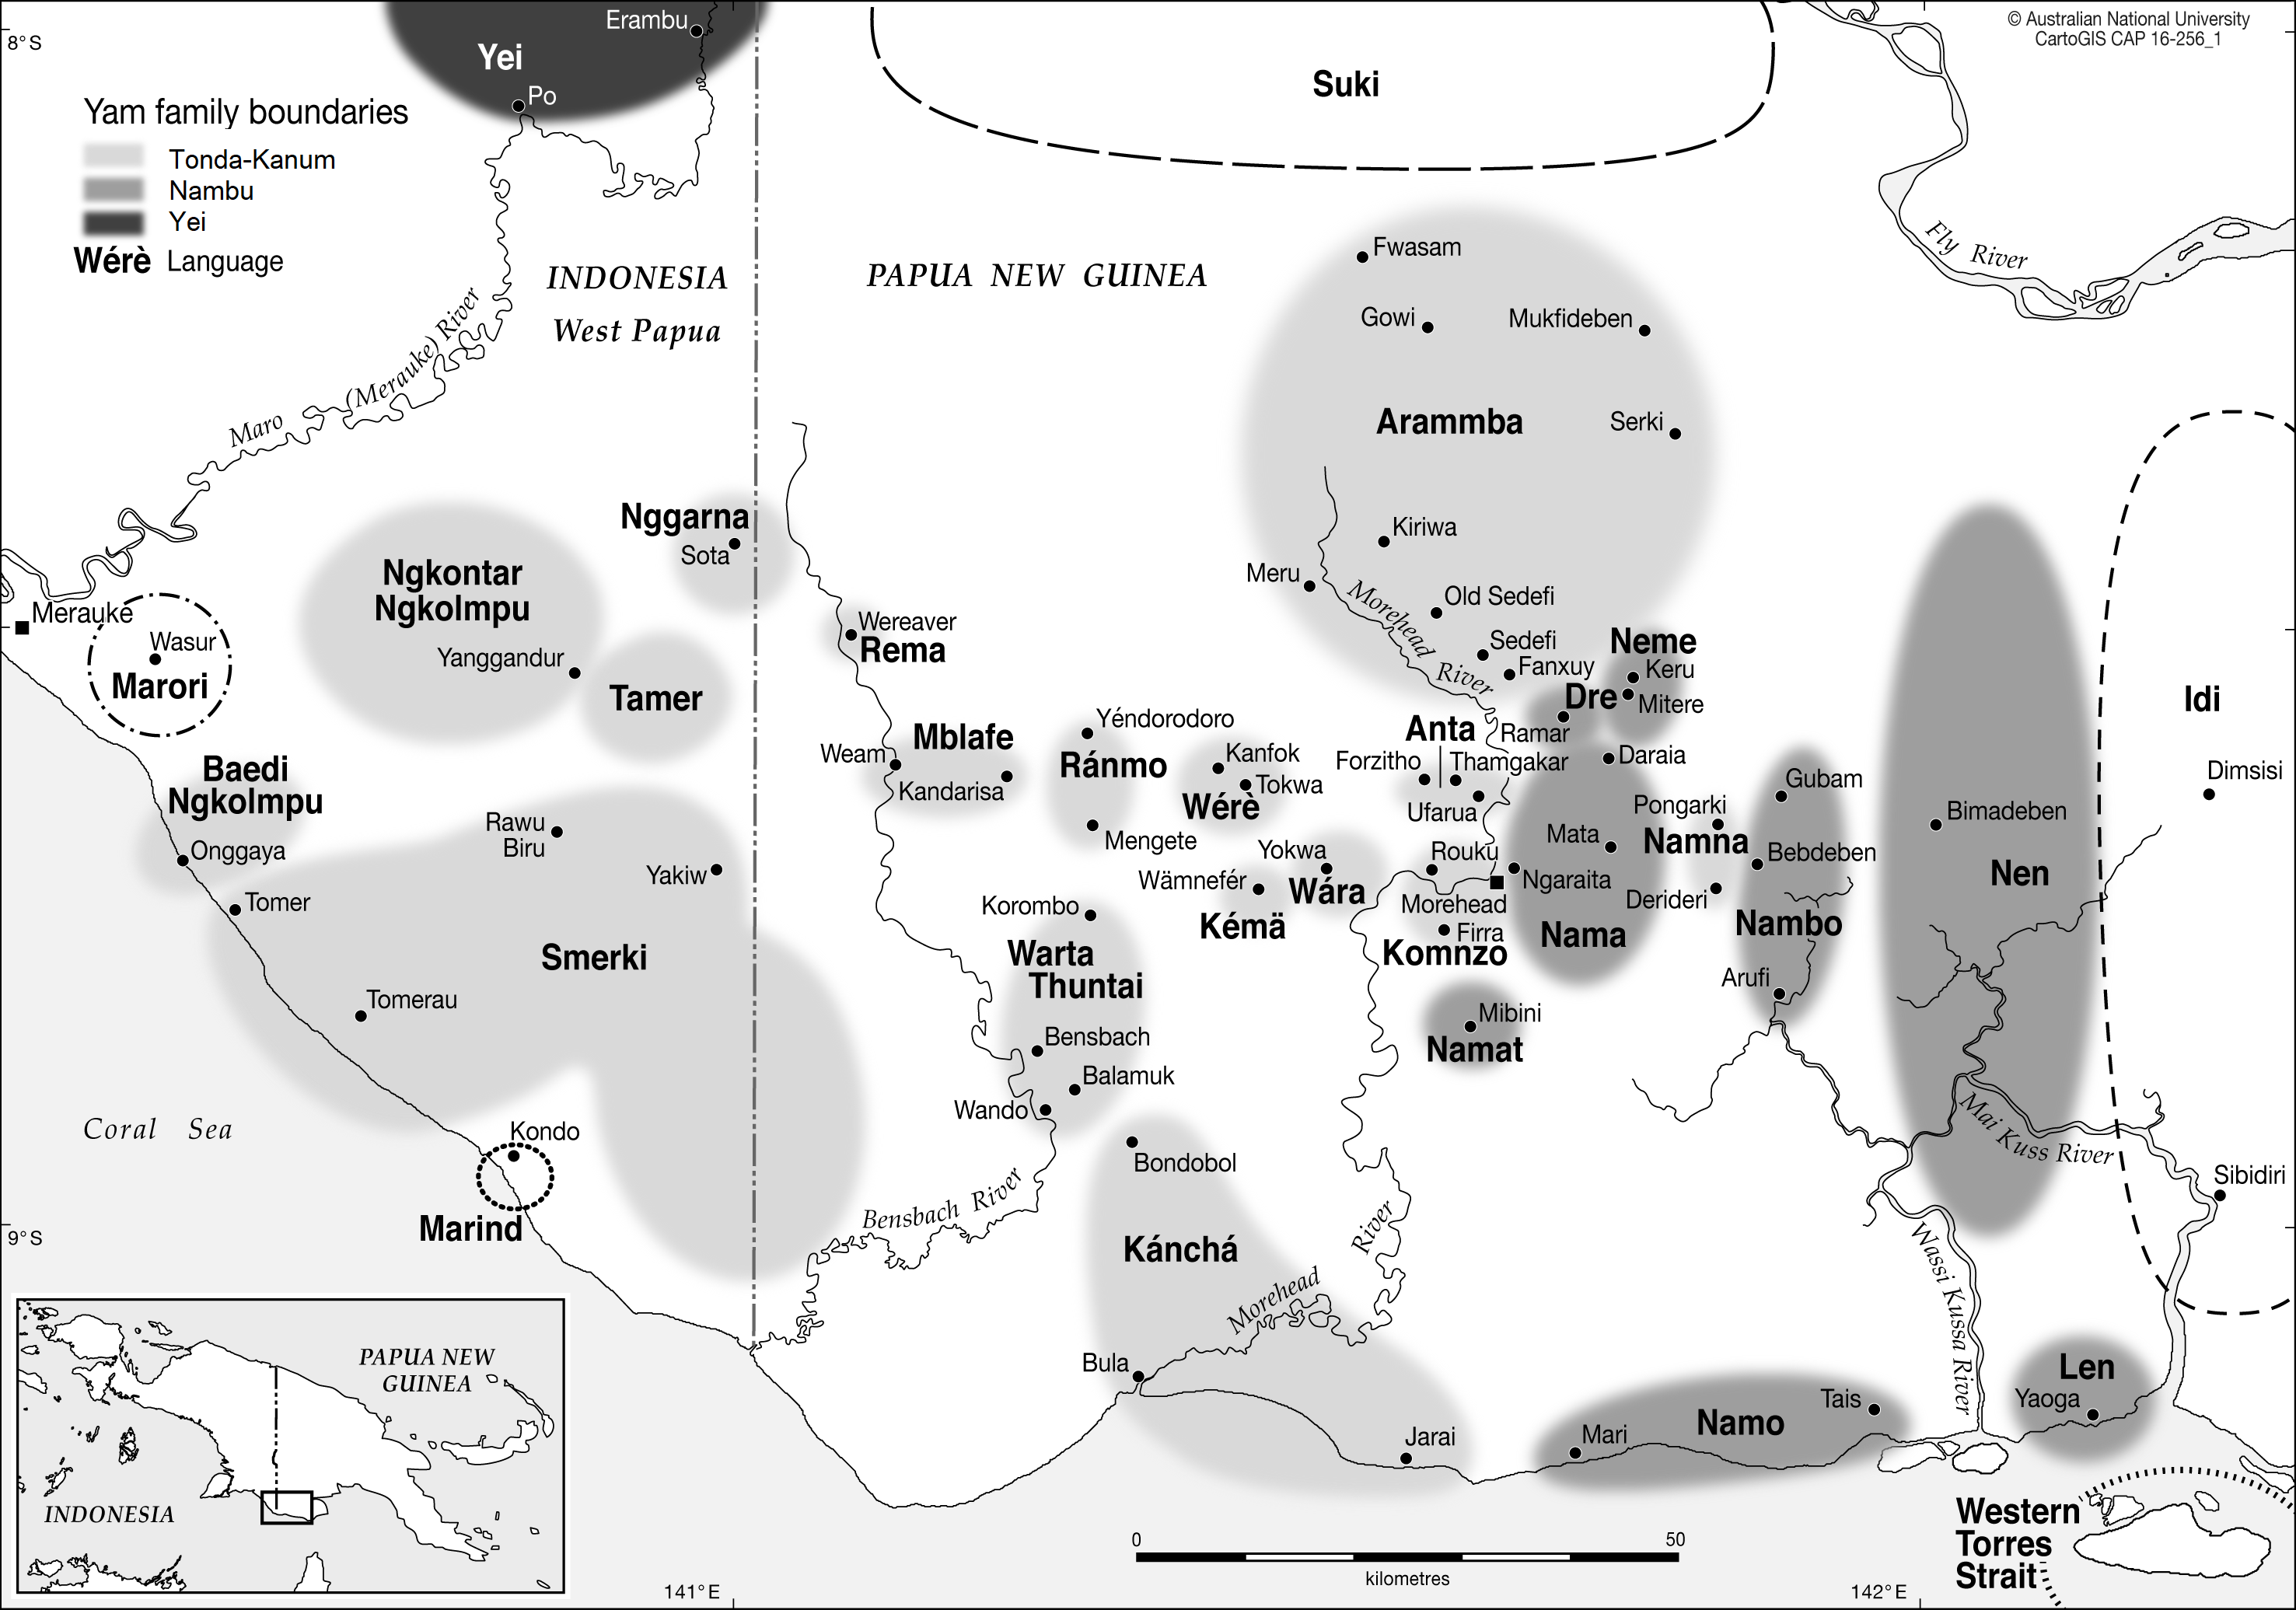 Erambu
© Australian National University
CartoGIS CAP 16-256_1
8°S
Yei
Po
Suki
Yam family boundaries
Tonda-Kanum
Nambu
Yei
Wérè Language
INDONESIA
West Papua
PAPUA NEW GUINEA
Fwasam
Fly River
Gowi
Mukfideben
Maro (Merauke) River
Arammba
Serki
Nggarna
Sota
Kiriwa
Ngkontar
Ngkolmpu
Meru
Morehead River
Old Sedefi
Merauke
Wasur
Marori
Yanggandur
Tamer
Wereaver
Rema
Sedefi
Fanxuy
Neme
Keru
Mitere
Dre
Ramar
Idi
Yéndorodoro
Ránmo
Mengete
Mblafe
Weam
Kandarisa
Kanfok
Tokwa
Wérè
Anta
Forzitho
Thamgakar
Ufarua
Daraia
Baedi
Ngkolmpu
Onggaya
Rawu
Biru
Yakiw
Dimsisi
Gubam
Pongarki
Namna
Bebdeben
Derideri
Nambo
Arufi
Bimadeben
Nen
Mata
Ngaraita
Nama
Yokwa
Wára
Wämnefér
Kémä
Rouku
Morehead
Firra
Komnzo
Tomer
Smerki
Tomerau
Korombo
Warta
Thuntai
Bensbach
Balamuk
Wando
Mibini
Namat
Coral Sea
Kondo
Marind
Bondobol
Mai Kuss River
Sibidiri
Bensbach River
9°S
Kánchá
Morehead River
Wassi Kussa River
Bula
Jarai
Mari
Namo
Tais
Len
Yaoga
PAPUA NEW
GUINEA
INDONESIA
Western
Torres
Strait
0 50
kilometres
141°E
142°E